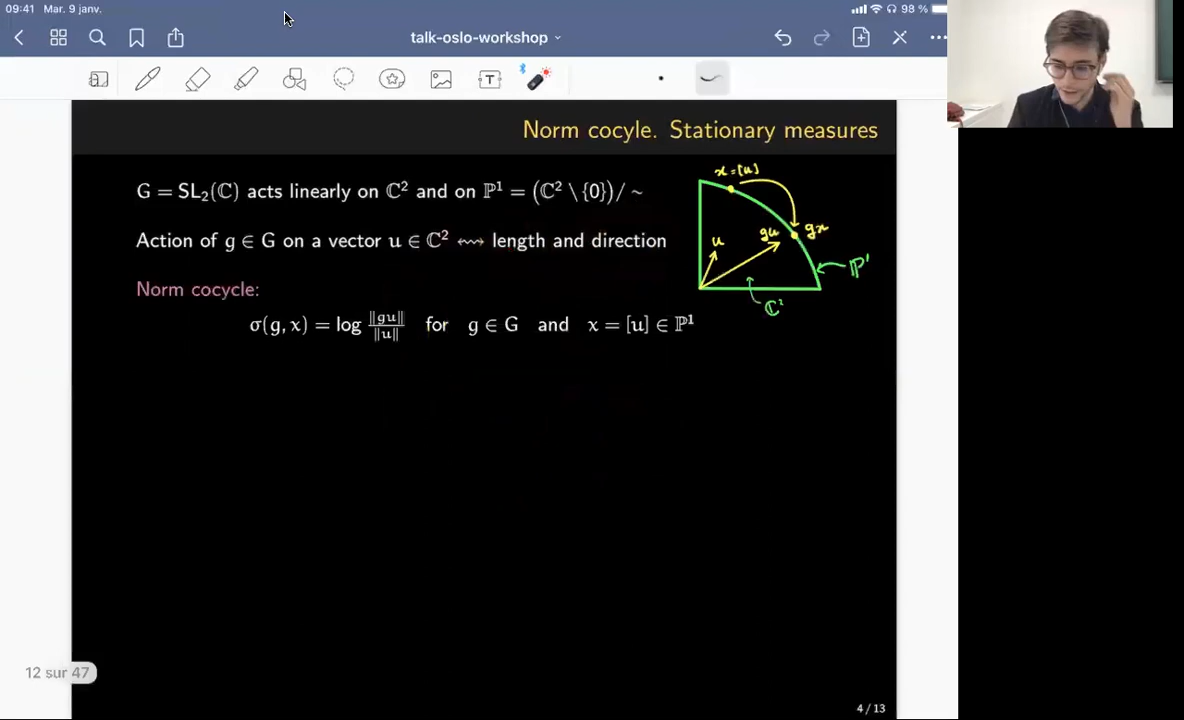 09:41 Mar. 9 janv.
98 %
talk-oslo-workshop
T
Norm cocyle. Stationary measures
G = SL₂(ℂ) acts linearly on ℂ² and on ℙ¹ = (ℂ² \ {0}) / ~
Action of g ∈ G on a vector u ∈ ℂ² ⇝ length and direction
Norm cocycle:
σ(g, x) = log ‖gu‖ / ‖u‖ for g ∈ G and x = [u] ∈ ℙ¹
x=[u]
u
gu
gx
ℙ¹
ℂ²
12 sur 47
4 / 13